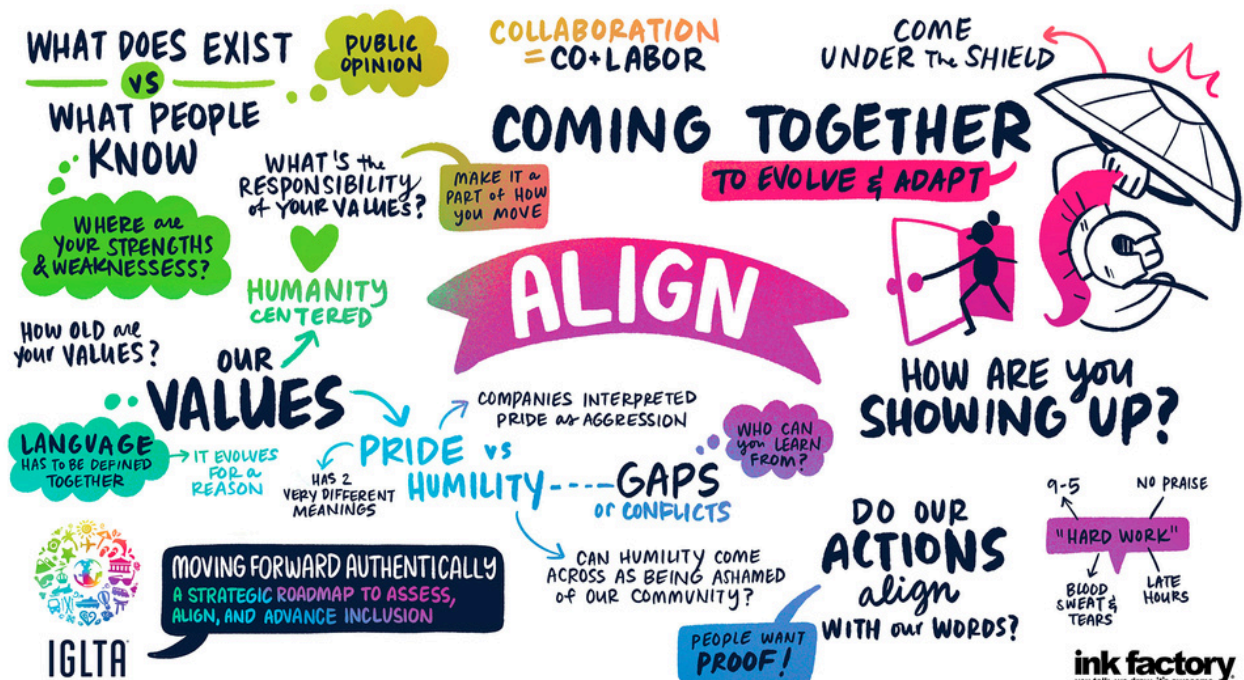 WHAT DOES EXIST
VS
WHAT PEOPLE
KNOW
PUBLIC
OPINION
WHERE are
YOUR STRENGTHS
& WEAKNESSESS?
WHAT'S the
RESPONSIBILITY
of YOUR VALUES?
MAKE IT a
PART of HOW
you MOVE
HUMANITY
CENTERED
HOW OLD are
your VALUES?
OUR
VALUES
LANGUAGE
HAS TO BE DEFINED
TOGETHER
IT EVOLVES
FOR a
REASON
PRIDE vs
HUMILITY
HAS 2
VERY DIFFERENT
MEANINGS
COMPANIES INTERPRETED
PRIDE as AGGRESSION
GAPS
or CONFLICTS
WHO CAN
you LEARN
FROM?
CAN HUMILITY COME
ACROSS AS BEING ASHAMED
of OUR COMMUNITY?
COLLABORATION
= CO+LABOR
COMING TOGETHER
TO EVOLVE & ADAPT
ALIGN
COME
UNDER the SHIELD
HOW ARE you
SHOWING UP?
DO OUR
ACTIONS
align
WITH our WORDS?
PEOPLE WANT
PROOF!
9-5
NO PRAISE
"HARD WORK"
BLOOD
SWEAT &
TEARS
LATE
HOURS
IGLTA
MOVING FORWARD AUTHENTICALLY
A STRATEGIC ROADMAP TO ASSESS,
ALIGN, AND ADVANCE INCLUSION
ink factory